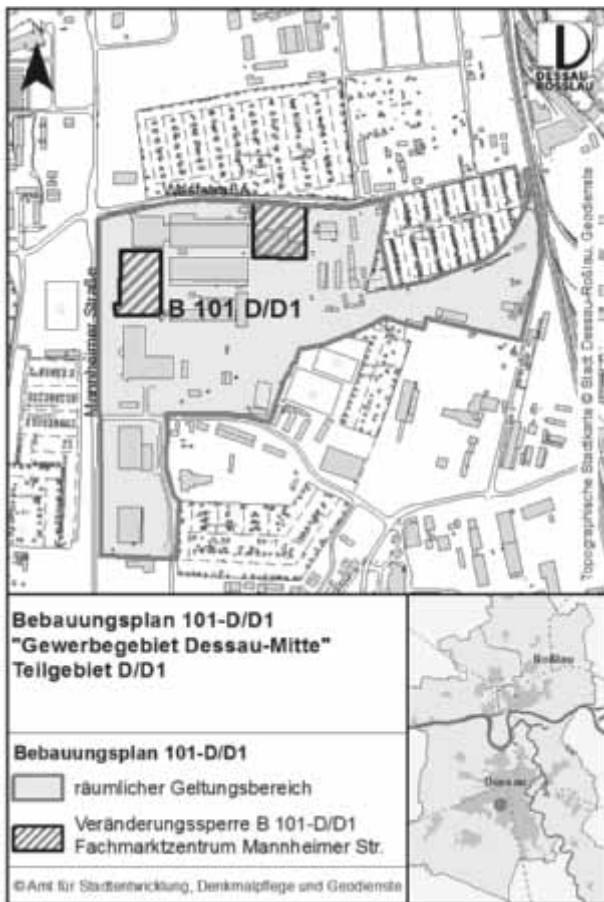 DESSAU
ROSSLAU
B 101 D/D1
Mannheimer Straße
Topographische Stadtkarte © Stadt Dessau-Roßlau, Geodienste
Bebauungsplan 101-D/D1
"Gewerbegebiet Dessau-Mitte"
Teilgebiet D/D1
Roßlau
Dessau
Bebauungsplan 101-D/D1
räumlicher Geltungsbereich
Veränderungssperre B 101-D/D1
Fachmarktzentrum Mannheimer Str.
© Amt für Stadtentwicklung, Denkmalpflege und Geodienste